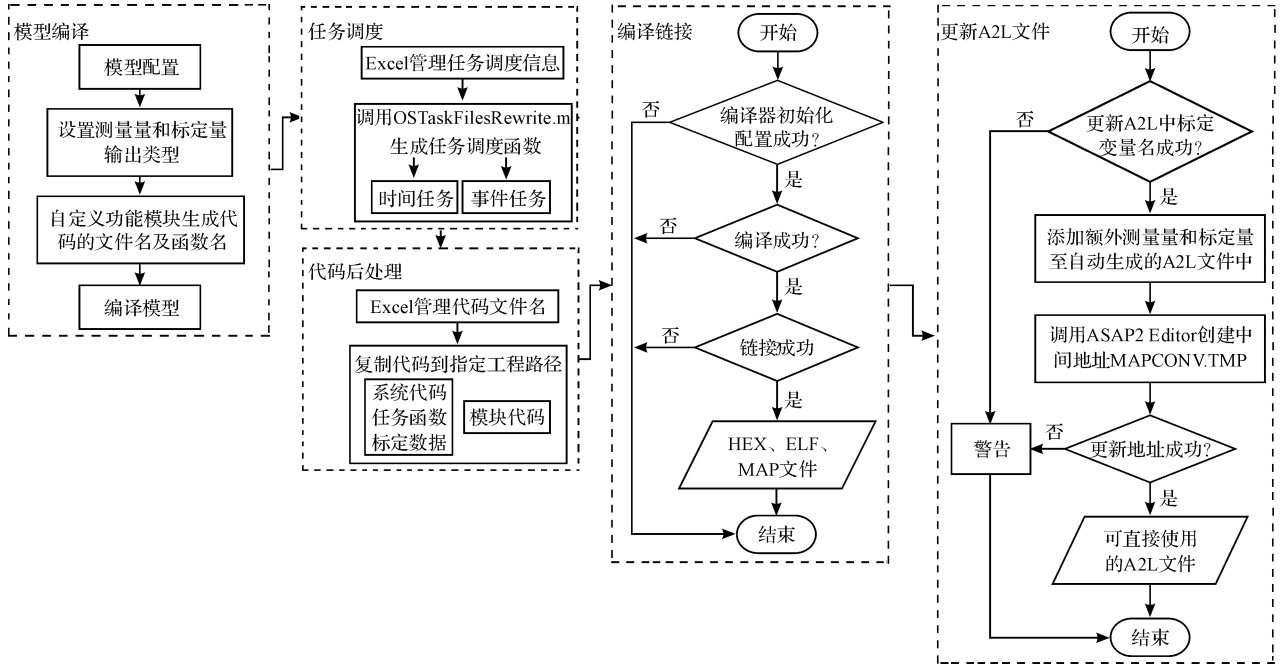 模型编译
模型配置
设置测量量和标定量
输出类型
自定义功能模块生成代
码的文件名及函数名
编译模型
任务调度
Excel管理任务调度信息
调用OSTaskFilesRewrite.m
生成任务调度函数
时间任务
事件任务
代码后处理
Excel管理代码文件名
复制代码到指定工程路径
系统代码
任务函数
标定数据
模块代码
编译链接
开始
编译器初始化
配置成功?
否
是
编译成功?
否
是
链接成功
否
是
HEX、ELF、
MAP文件
结束
更新A2L文件
开始
更新A2L中标定
变量名成功?
否
是
添加额外测量量和标定量
至自动生成的A2L文件中
调用ASAP2 Editor创建中
间地址MAPCONV.TMP
更新地址成功?
否
警告
是
可直接使用
的A2L文件
结束